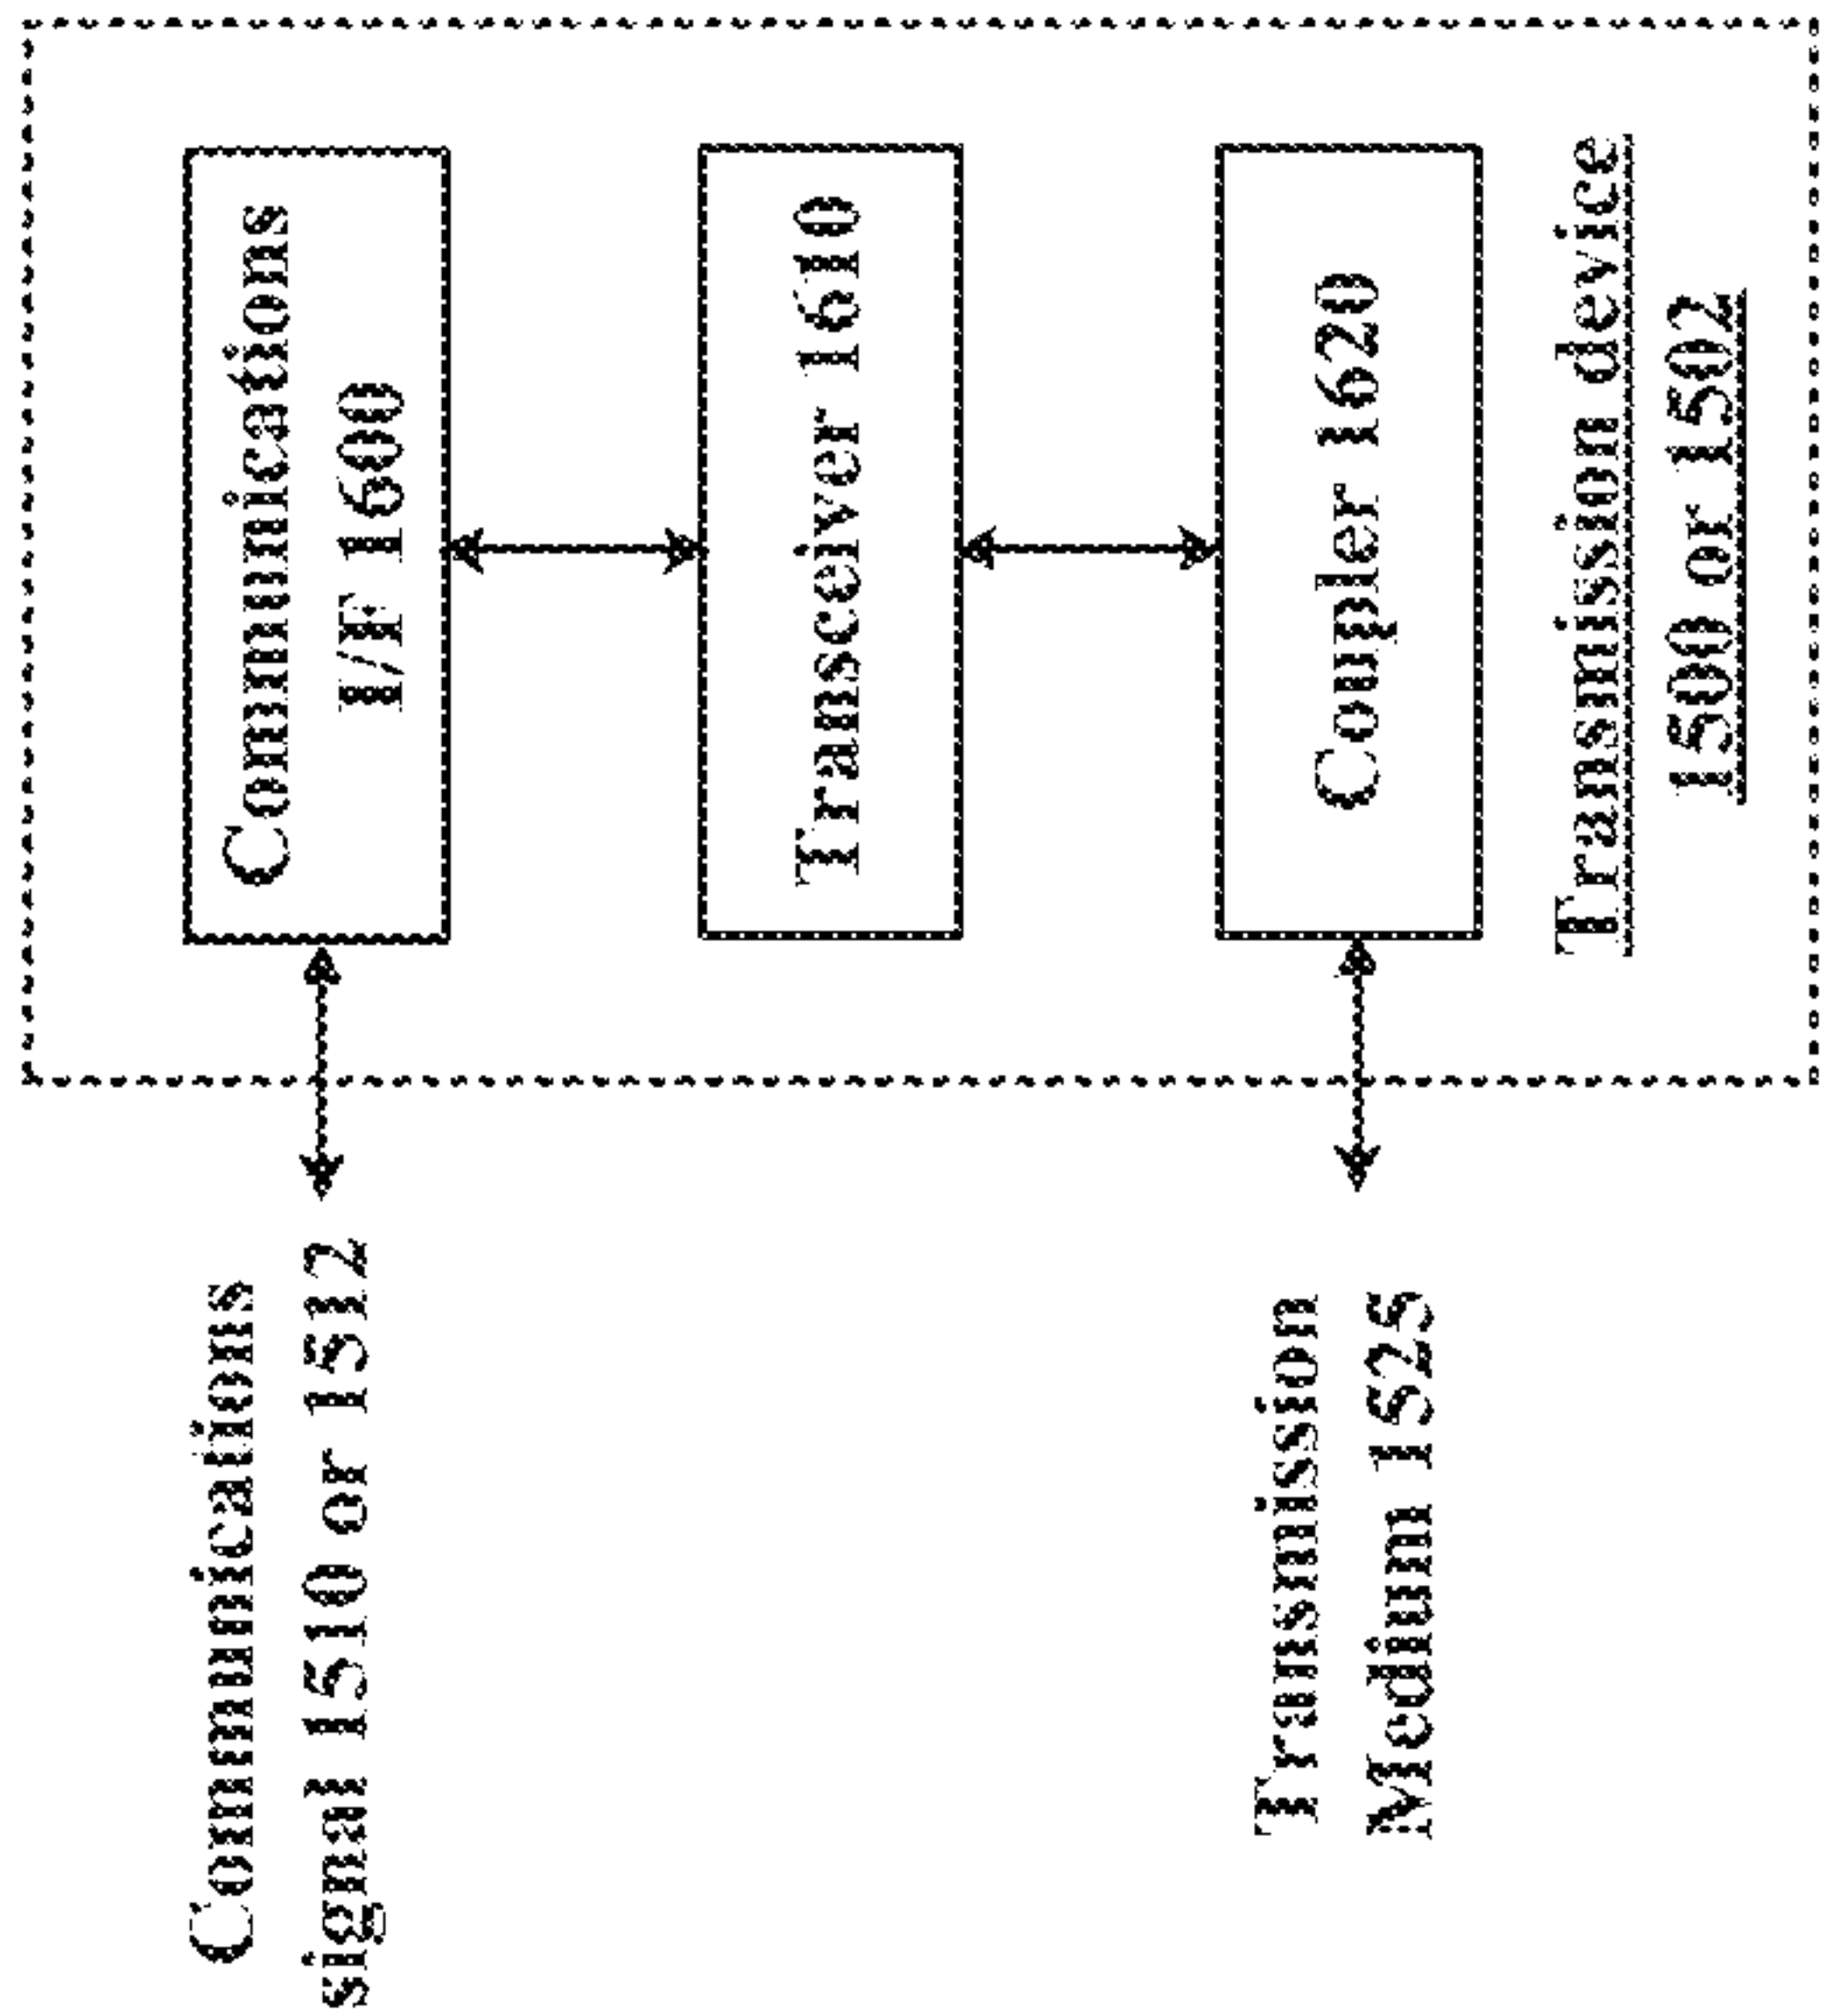 Communications
signal 1510 or 1512
Communications
I/F 1600
Transceiver 1610
Transmission
Medium 1525
Coupler 1620
Transmission device
1500 or 1502